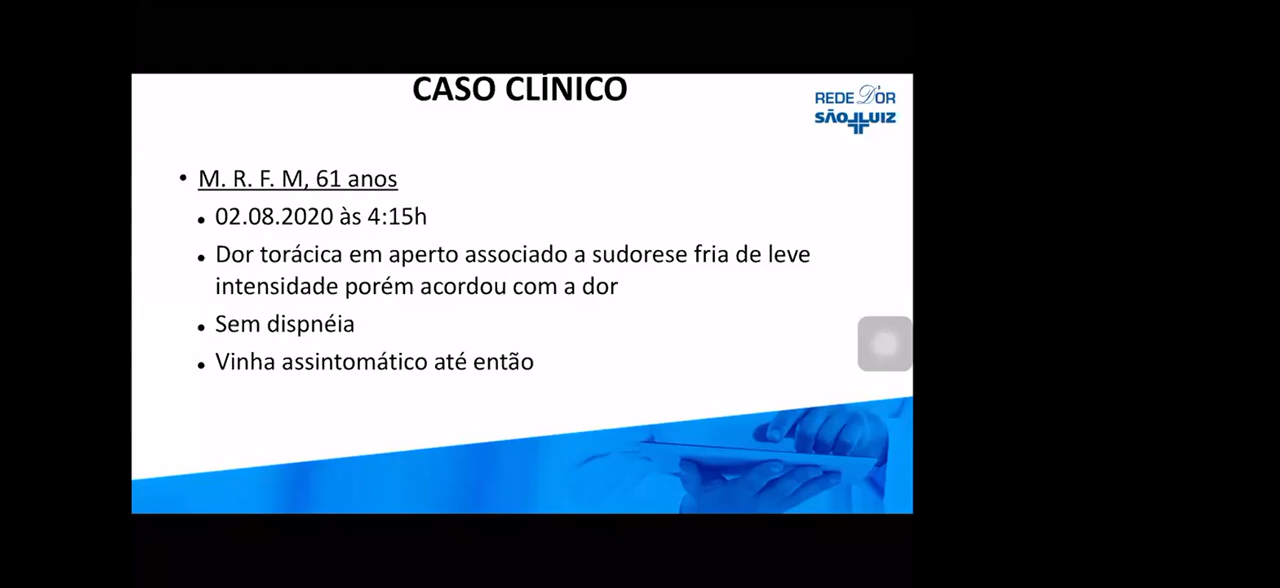 CASO CLÍNICO
REDE D'OR
SÃO LUIZ
• M. R. F. M, 61 anos
• 02.08.2020 às 4:15h
• Dor torácica em aperto associado a sudorese fria de leve
intensidade porém acordou com a dor
• Sem dispnéia
• Vinha assintomático até então